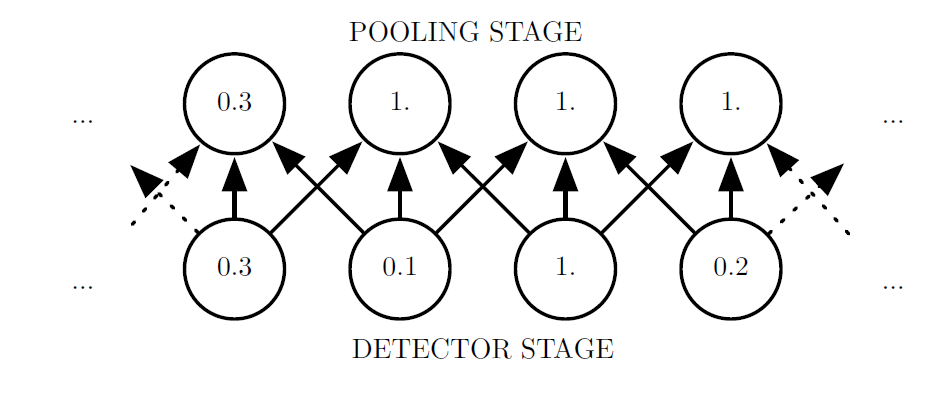 POOLING STAGE
0.3 1. 1. 1.
... ...
0.3 0.1 1. 0.2
... ...
DETECTOR STAGE